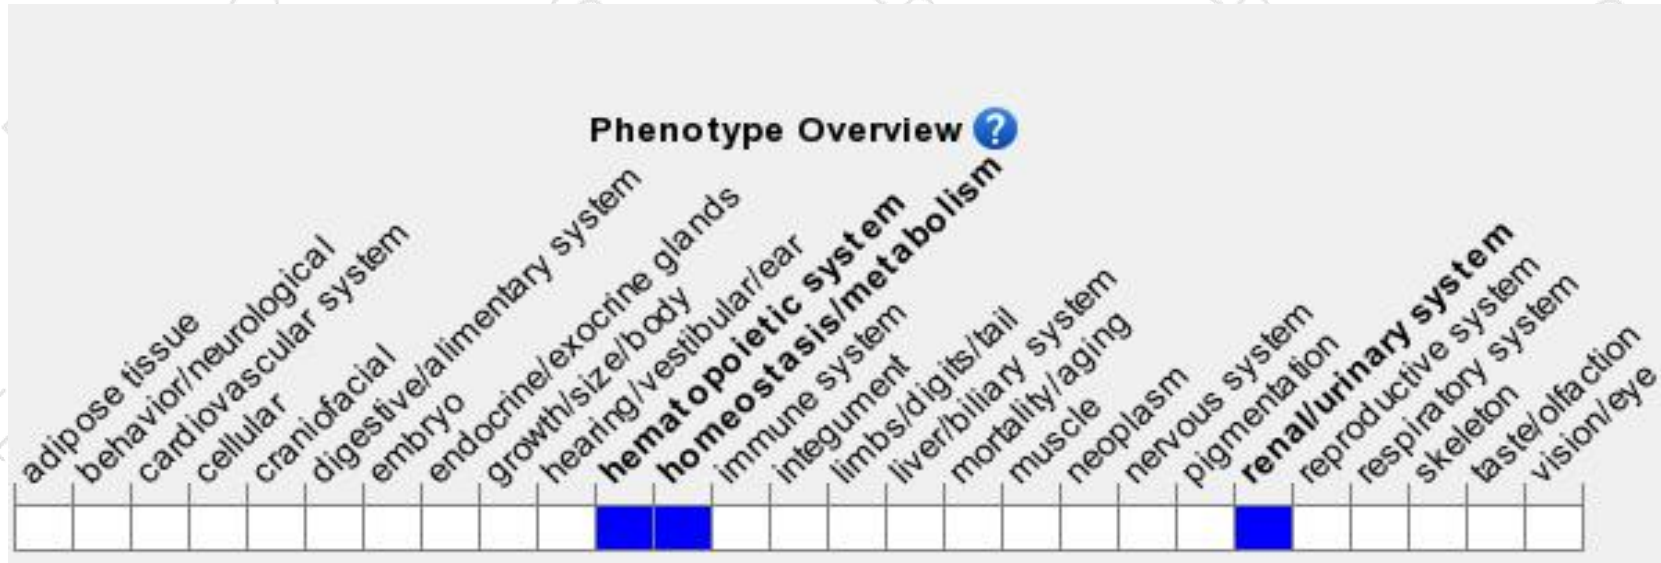 Phenotype Overview ?
adipose tissue
behavior/neurological
cardiovascular system
cellular
craniofacial
digestive/alimentary system
embryo
endocrine/exocrine glands
growth/size/body
hearing/vestibular/ear
hematopoietic system
homeostasis/metabolism
immune system
integument
limbs/digits/tail
liver/biliary system
mortality/aging
muscle
neoplasm
nervous system
pigmentation
renal/urinary system
reproductive system
respiratory system
skeleton
taste/olfaction
vision/eye